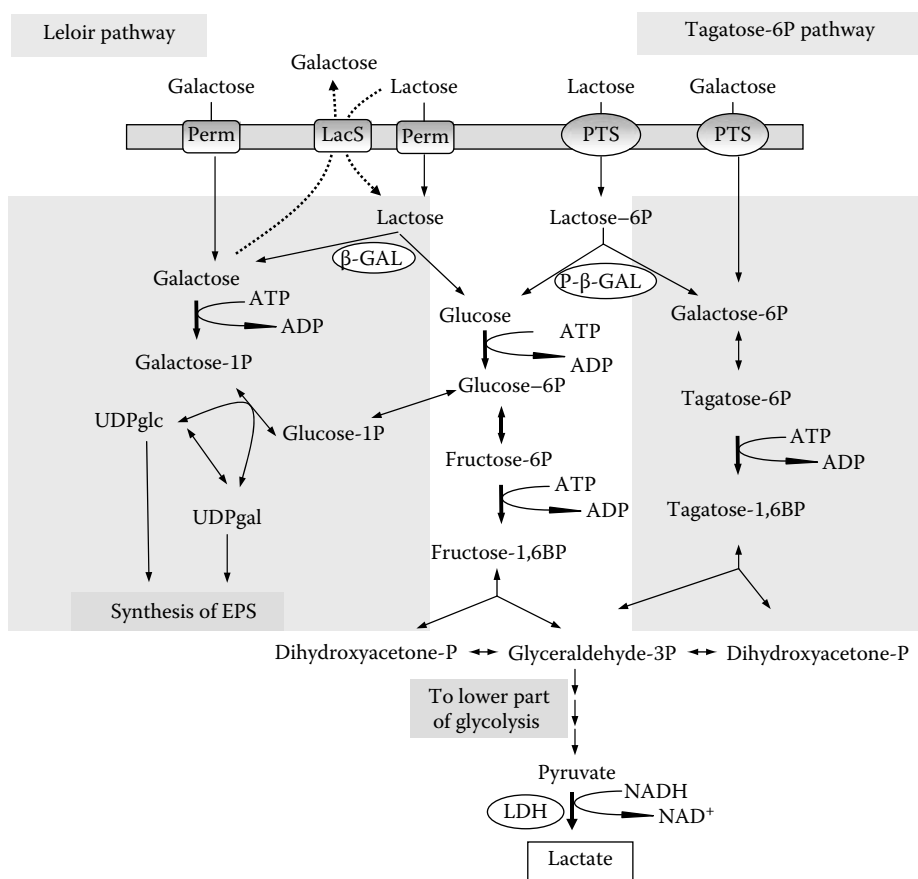 Leloir pathway
Tagatose-6P pathway
Galactose
Galactose
Lactose
Lactose
Galactose
Perm
LacS
Perm
PTS
PTS
Lactose
Lactose–6P
β-GAL
P-β-GAL
Galactose
ATP
ADP
Glucose
ATP
ADP
Galactose-6P
Galactose-1P
Glucose–6P
Tagatose-6P
UDPglc
Glucose-1P
Fructose-6P
ATP
ADP
ATP
ADP
UDPgal
Tagatose-1,6BP
Fructose-1,6BP
Synthesis of EPS
Dihydroxyacetone-P
Glyceraldehyde-3P
Dihydroxyacetone-P
To lower part
of glycolysis
Pyruvate
NADH
LDH
NAD⁺
Lactate